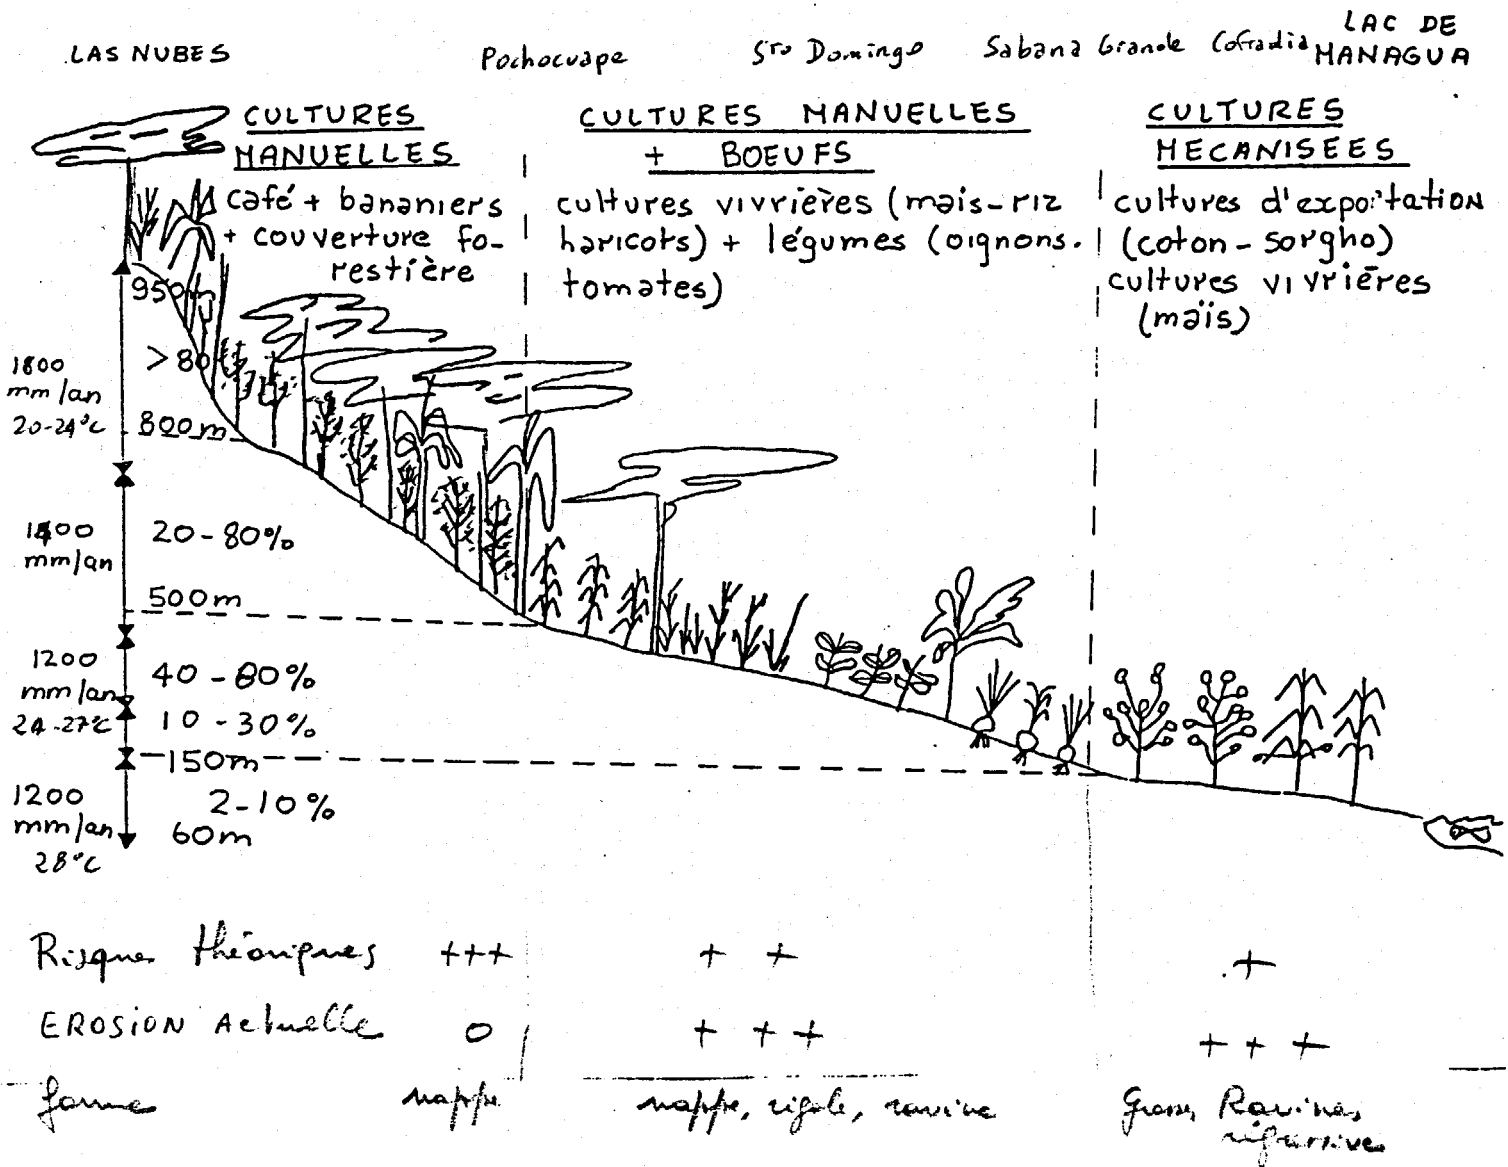 LAS NUBES Pochocuape Sto Domingo Sabana Grande Cofradia LAC DE
MANAGUA
CULTURES
MANUELLES
café + bananiers
+ couverture fo-
restière
CULTURES MANUELLES
+ BOEUFS
cultures vivrières (mais-riz
haricots) + légumes (oignons.
tomates)
CULTURES
MECANISEES
cultures d'exportation
(coton-sorgho)
cultures vivrières
(maïs)
950m
1800
mm/an
20-24°C
>80
800m
1400
mm/an
20-80%
500m
1200
mm/an
24-27°C
40-80%
10-30%
150m
1200
mm/an
28°C
2-10%
60m
Risques théoriques +++ + + +
EROSION Actuelle O + + + + + +
forme nappe nappe, rigole, ravine Grosses Ravines
régressives